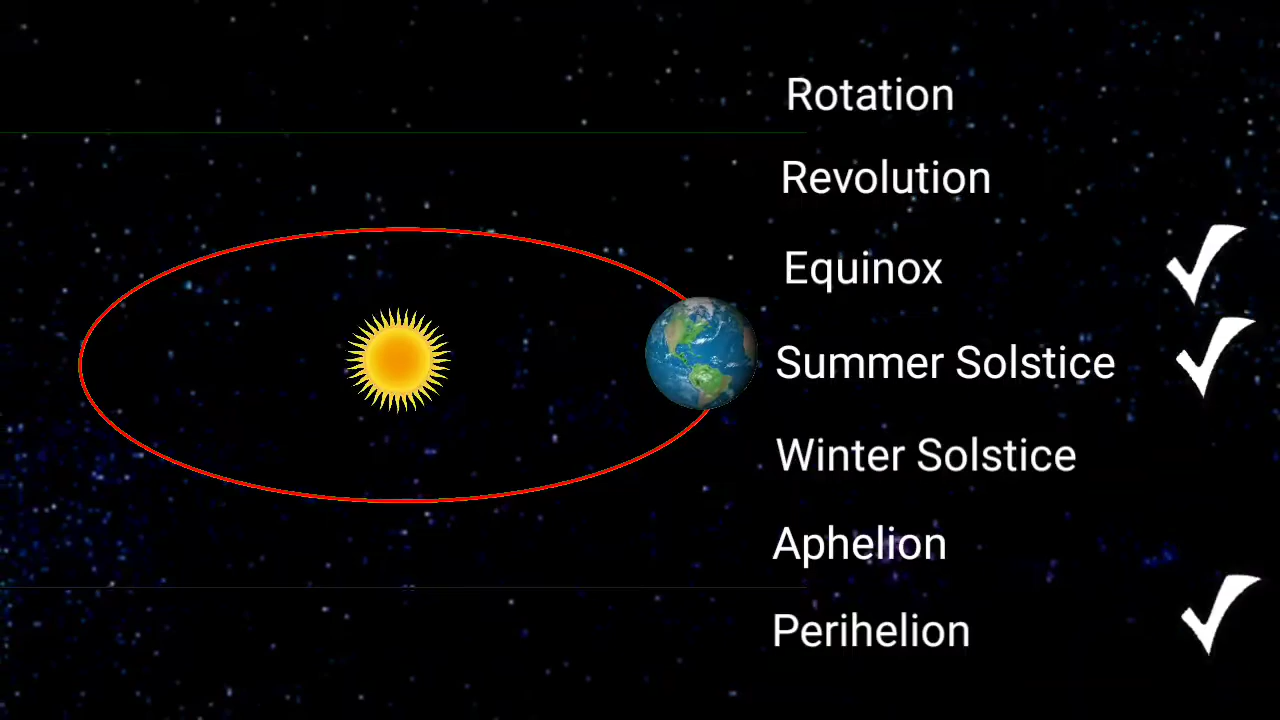 Rotation
Revolution
Equinox
Summer Solstice
Winter Solstice
Aphelion
Perihelion